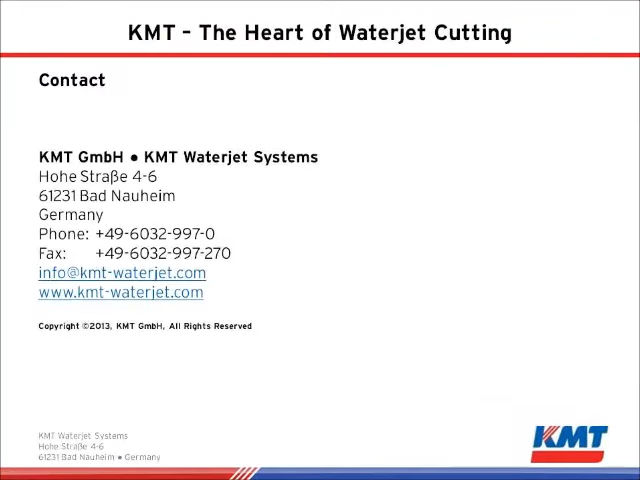 KMT – The Heart of Waterjet Cutting
Contact
KMT GmbH ● KMT Waterjet Systems
Hohe Straße 4-6
61231 Bad Nauheim
Germany
Phone: +49-6032-997-0
Fax: +49-6032-997-270
info@kmt-waterjet.com
www.kmt-waterjet.com
Copyright ©2013, KMT GmbH, All Rights Reserved
KMT Waterjet Systems
Hohe Straße 4-6
61231 Bad Nauheim ● Germany
KMT